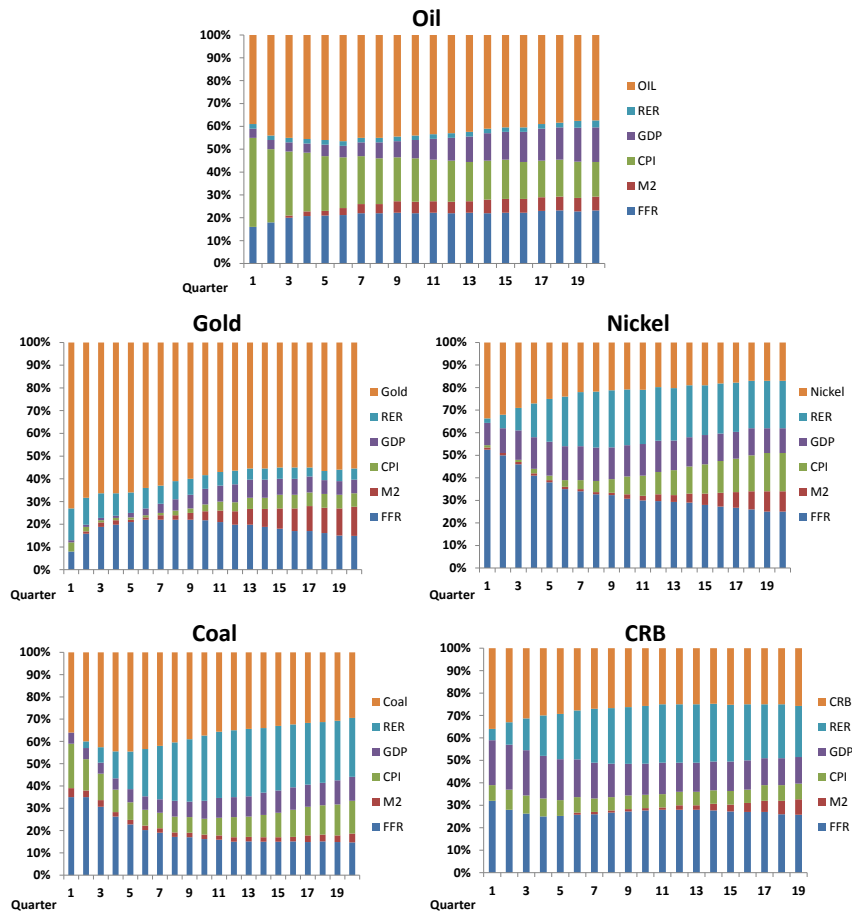 Oil
100%
90%
80%
70%
60%
50%
40%
30%
20%
10%
0%
OIL
RER
GDP
CPI
M2
FFR
1 3 5 7 9 11 13 15 17 19
Quarter
Gold
100%
90%
80%
70%
60%
50%
40%
30%
20%
10%
0%
Gold
RER
GDP
CPI
M2
FFR
1 3 5 7 9 11 13 15 17 19
Quarter
Nickel
100%
90%
80%
70%
60%
50%
40%
30%
20%
10%
0%
Nickel
RER
GDP
CPI
M2
FFR
1 3 5 7 9 11 13 15 17 19
Quarter
Coal
100%
90%
80%
70%
60%
50%
40%
30%
20%
10%
0%
Coal
RER
GDP
CPI
M2
FFR
1 3 5 7 9 11 13 15 17 19
Quarter
CRB
100%
90%
80%
70%
60%
50%
40%
30%
20%
10%
0%
CRB
RER
GDP
CPI
M2
FFR
1 3 5 7 9 11 13 15 17 19
Quarter